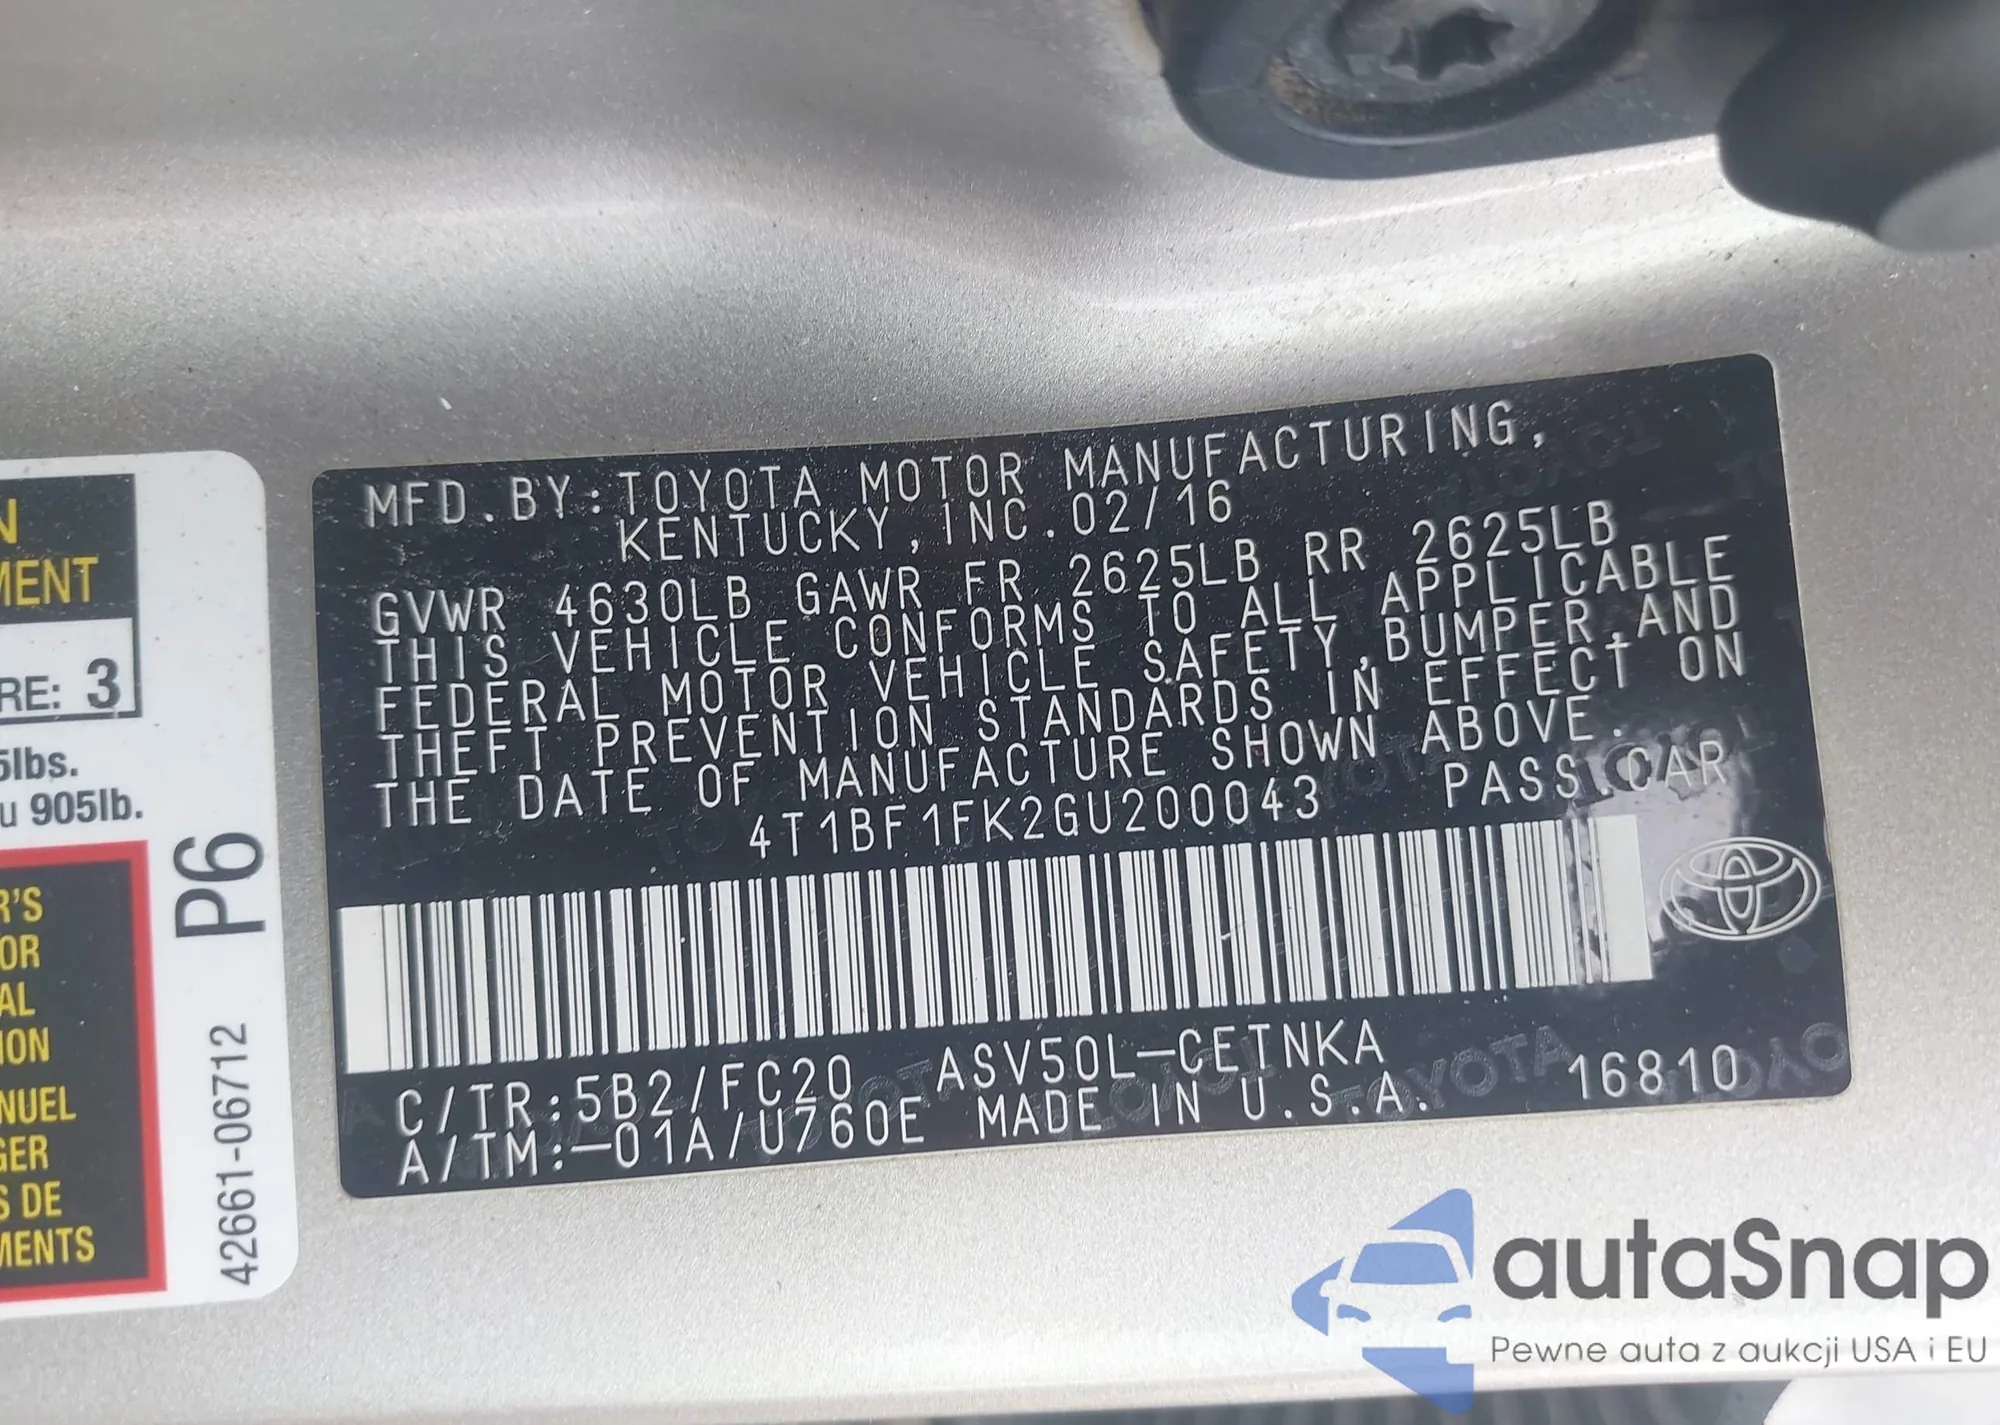 N
MENT
RE: 3
5lbs.
u 905lb.
R'S
OR
AL
ION
NUEL
GER
S DE
MENTS
P6
42661-06712
MFD. BY: TOYOTA MOTOR MANUFACTURING,
KENTUCKY, INC. 02/16
GVWR 4630LB GAWR FR 2625LB RR 2625LB
THIS VEHICLE CONFORMS TO ALL APPLICABLE
FEDERAL MOTOR VEHICLE SAFETY, BUMPER, AND
THEFT PREVENTION STANDARDS IN EFFECT ON
THE DATE OF MANUFACTURE SHOWN ABOVE.
4T1BF1FK2GU200043 PASS. CAR
C/TR:5B2/FC20 ASV50L-CETNKA
A/TM:-01A/U760E MADE IN U.S.A. 16810
autaSnap
Pewne auta z aukcji USA i EU